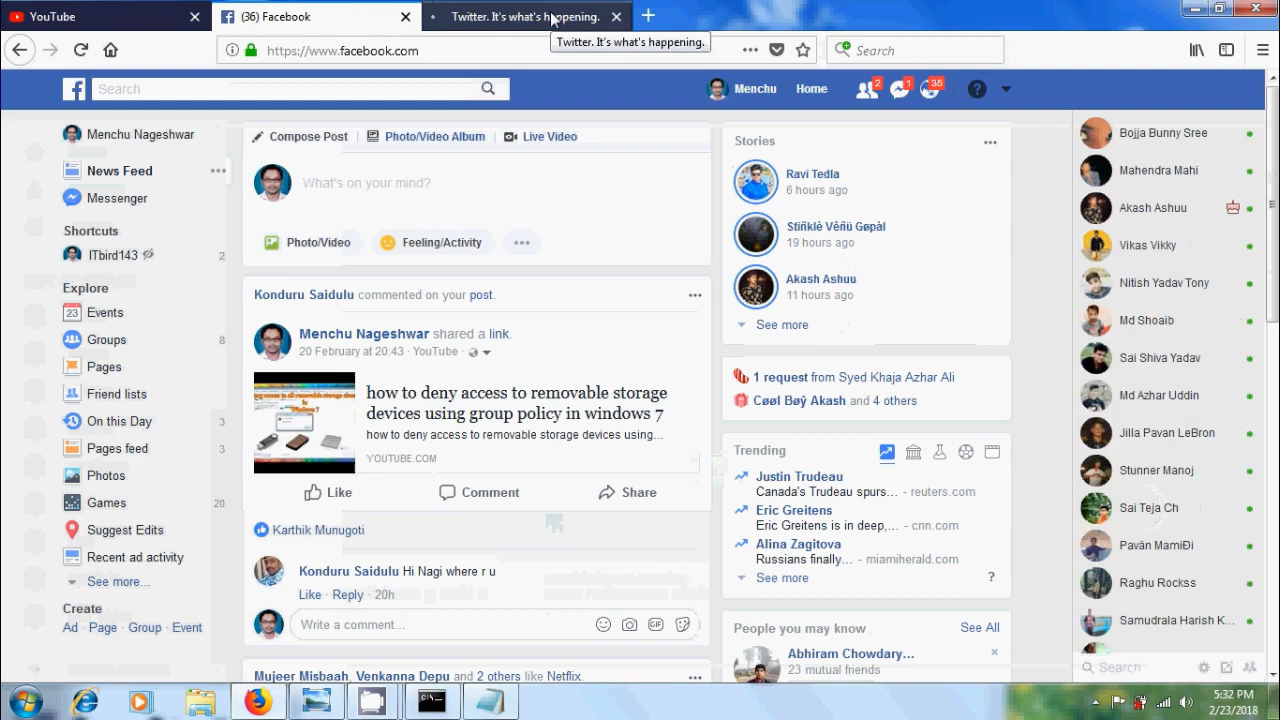 YouTube
(36) Facebook
Twitter. It's what's happening.
Twitter. It's what's happening.
https://www.facebook.com
Search
Search
Menchu
Home
2
1
35
?
Menchu Nageshwar
News Feed
Messenger
Shortcuts
ITbird143
2
Explore
23
Events
Groups
8
Pages
Friend lists
On this Day
3
Pages feed
3
Photos
Games
20
Suggest Edits
Recent ad activity
See more...
Create
Ad · Page · Group · Event
Compose Post
Photo/Video Album
Live Video
What's on your mind?
Photo/Video
Feeling/Activity
Konduru Saidulu commented on your post.
Menchu Nageshwar shared a link.
20 February at 20:43 · YouTube ·
how to deny access to removable storage
devices using group policy in windows 7
how to deny access to removable storage devices using...
YOUTUBE.COM
Like
Comment
Share
Karthik Munugoti
Konduru Saidulu Hi Nagi where r u
Like · Reply · 20h
Write a comment...
GIF
Mujeer Misbaah, Venkanna Depu and 2 others like Netflix.
Stories
Ravi Tedla
6 hours ago
Stïñklè Vêñü Gøpàl
19 hours ago
Akash Ashuu
11 hours ago
See more
1 request from Syed Khaja Azhar Ali
Cøøl Bøý Akash and 4 others
Trending
Justin Trudeau
Canada's Trudeau spurs... - reuters.com
Eric Greitens
Eric Greitens is in deep,... - cnn.com
Alina Zagitova
Russians finally... - miamiherald.com
See more
?
People you may know
See All
Abhiram Chowdary...
23 mutual friends
Bojja Bunny Sree
Mahendra Mahi
Akash Ashuu
Vikas Vikky
Nitish Yadav Tony
Md Shoaib
Sai Shiva Yadav
Md Azhar Uddin
Jilla Pavan LeBron
Stunner Manoj
Sai Teja Ch
Pavän MamiÐi
Raghu Rockss
Samudrala Harish K...
Search
5:32 PM
2/23/2018